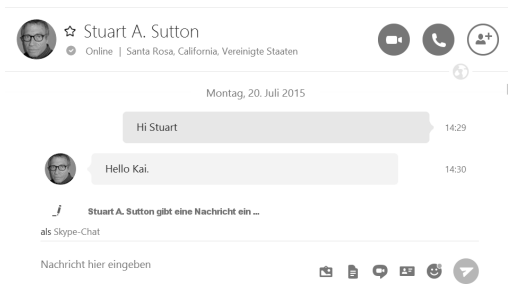 Stuart A. Sutton
Online | Santa Rosa, California, Vereinigte Staaten
Montag, 20. Juli 2015
Hi Stuart
14:29
Hello Kai.
14:30
Stuart A. Sutton gibt eine Nachricht ein ...
als Skype-Chat
Nachricht hier eingeben